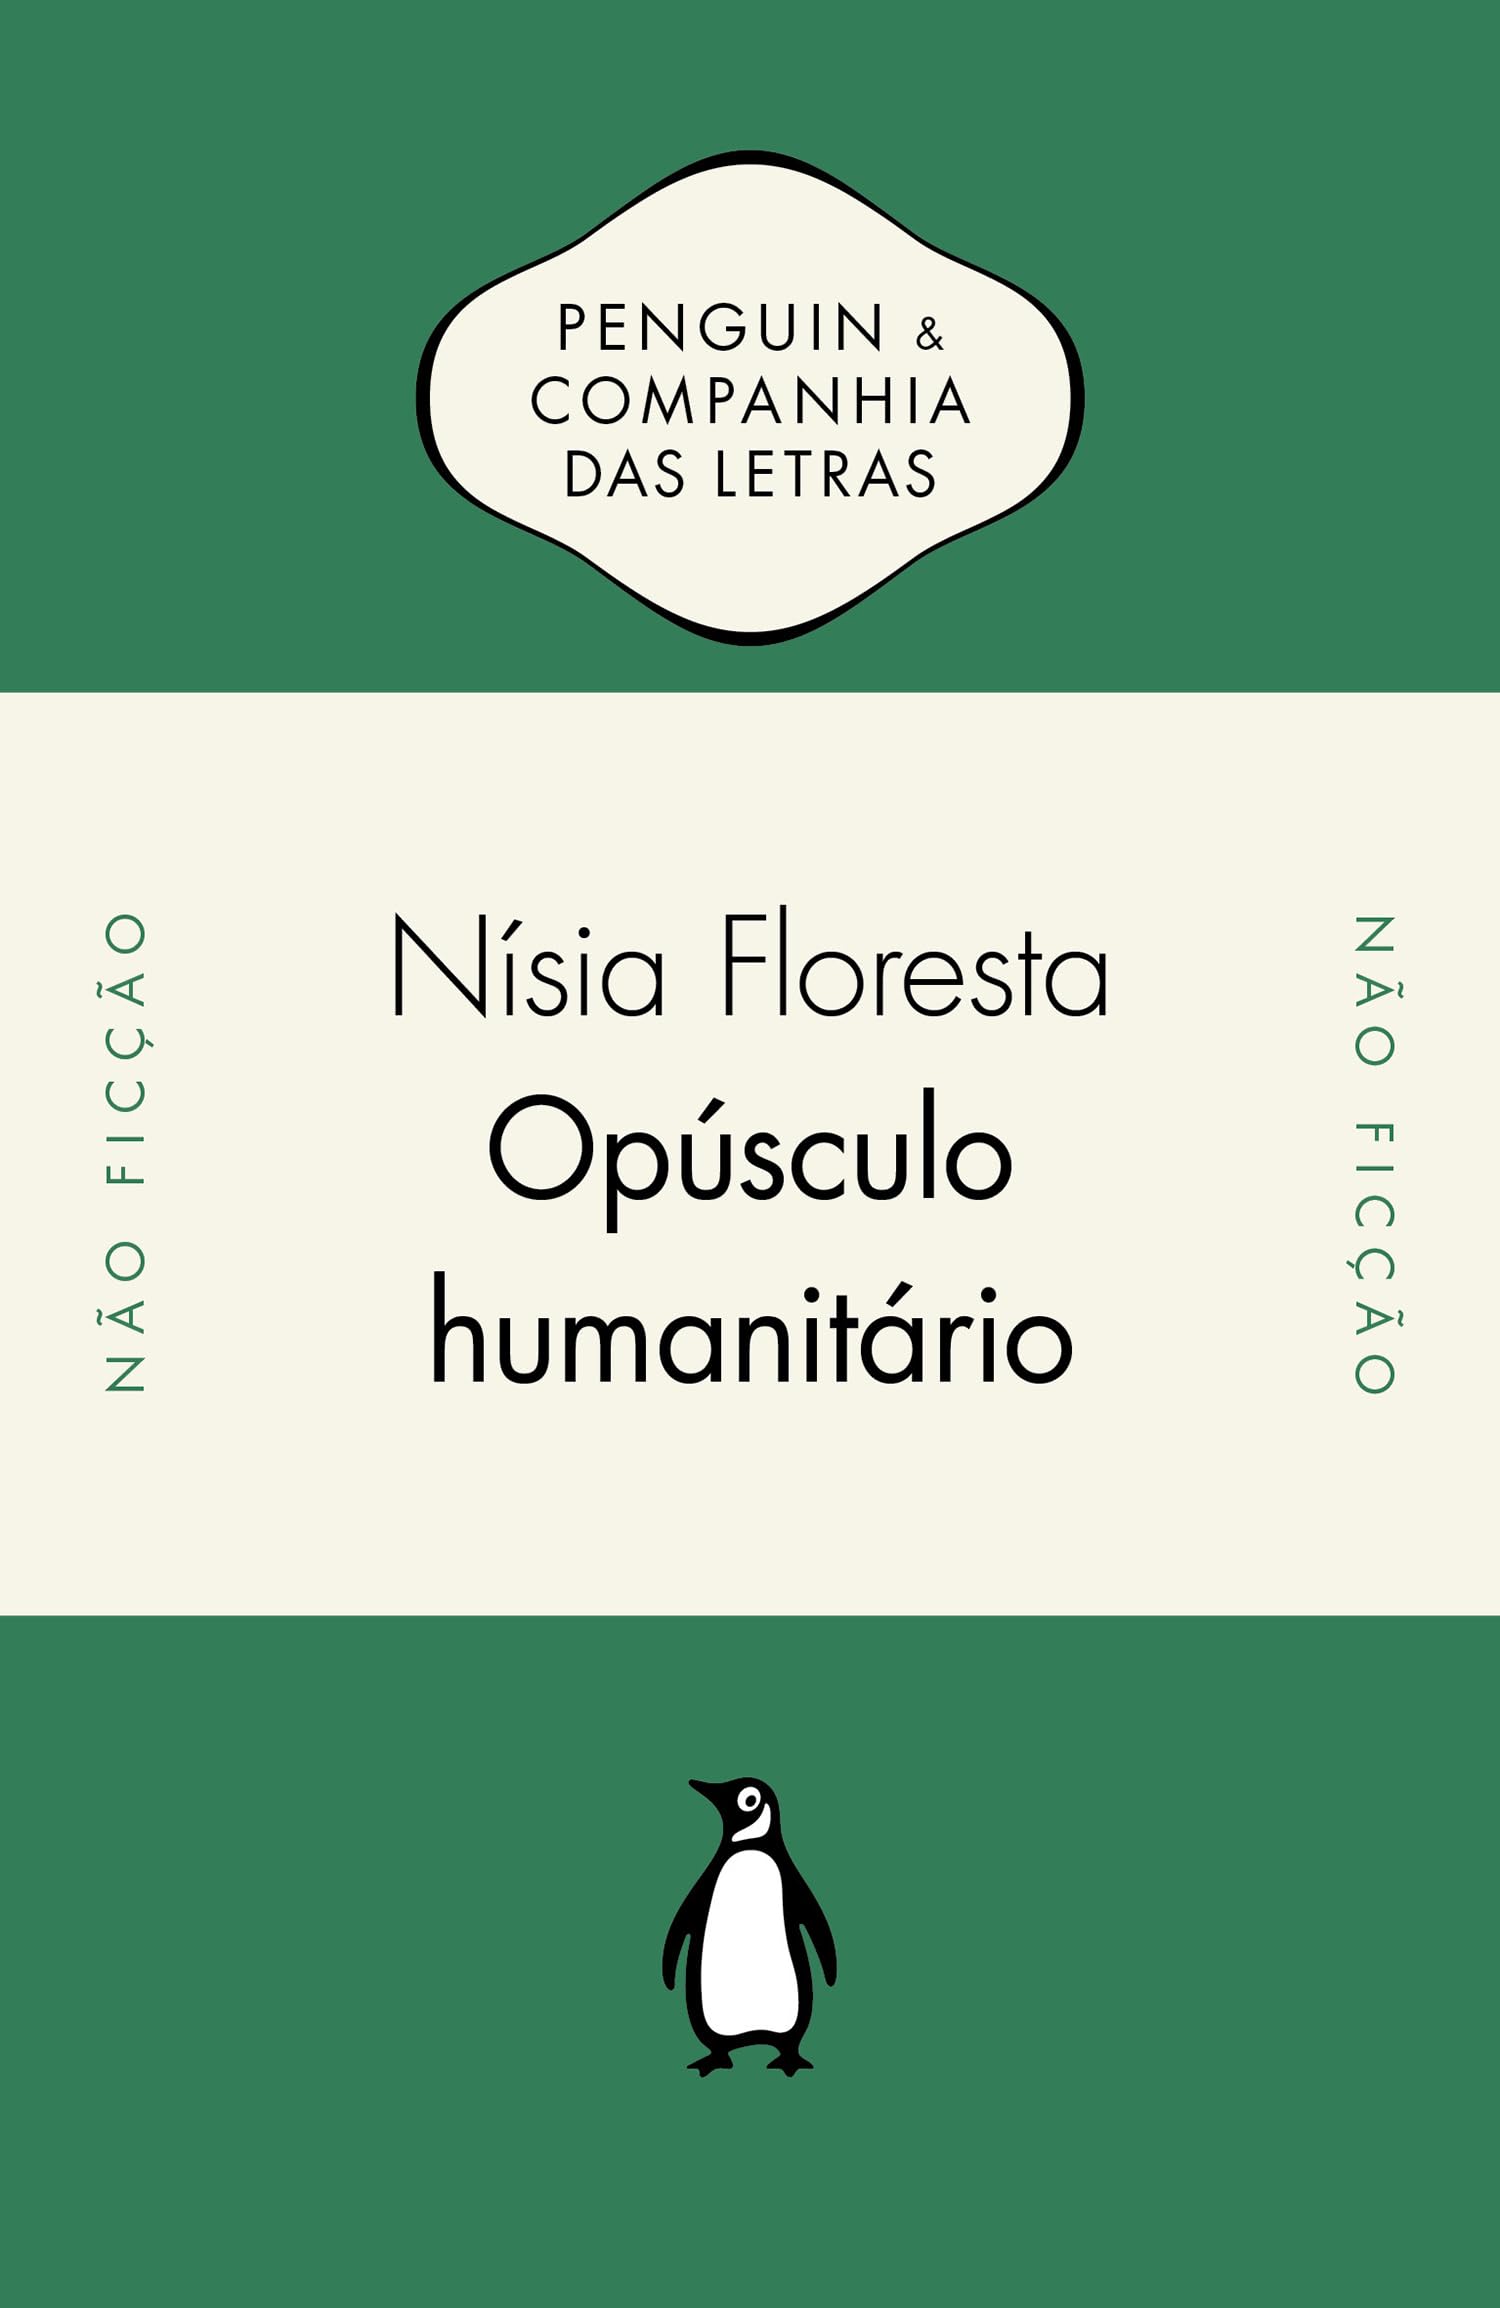 PENGUIN &
COMPANHIA
DAS LETRAS
NÃO FICÇÃO
Nísia Floresta
Opúsculo
humanitário
NÃO FICÇÃO